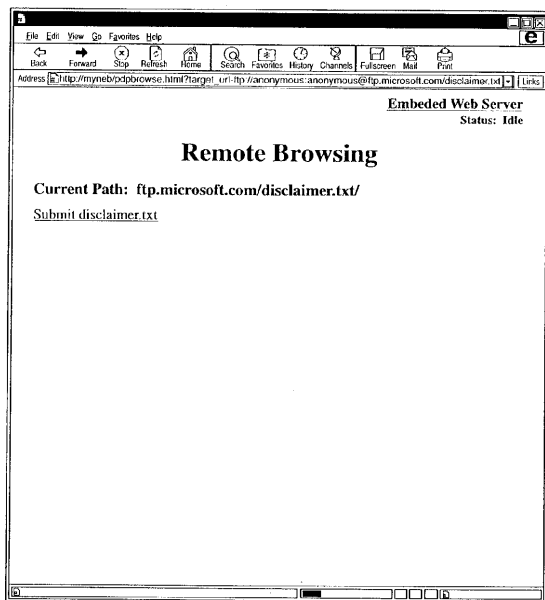 File Edit View Go Favorites Help
Back Forward Stop Refresh Home Search Favorites History Channels Fullscreen Mail Print
Address http://myneb/pdpbrowse.html?target_url-ftp://anonymous:anonymous@ftp.microsoft.com/disclaimer.txt Links
Embeded Web Server
Status: Idle
Remote Browsing
Current Path: ftp.microsoft.com/disclaimer.txt/
Submit disclaimer.txt